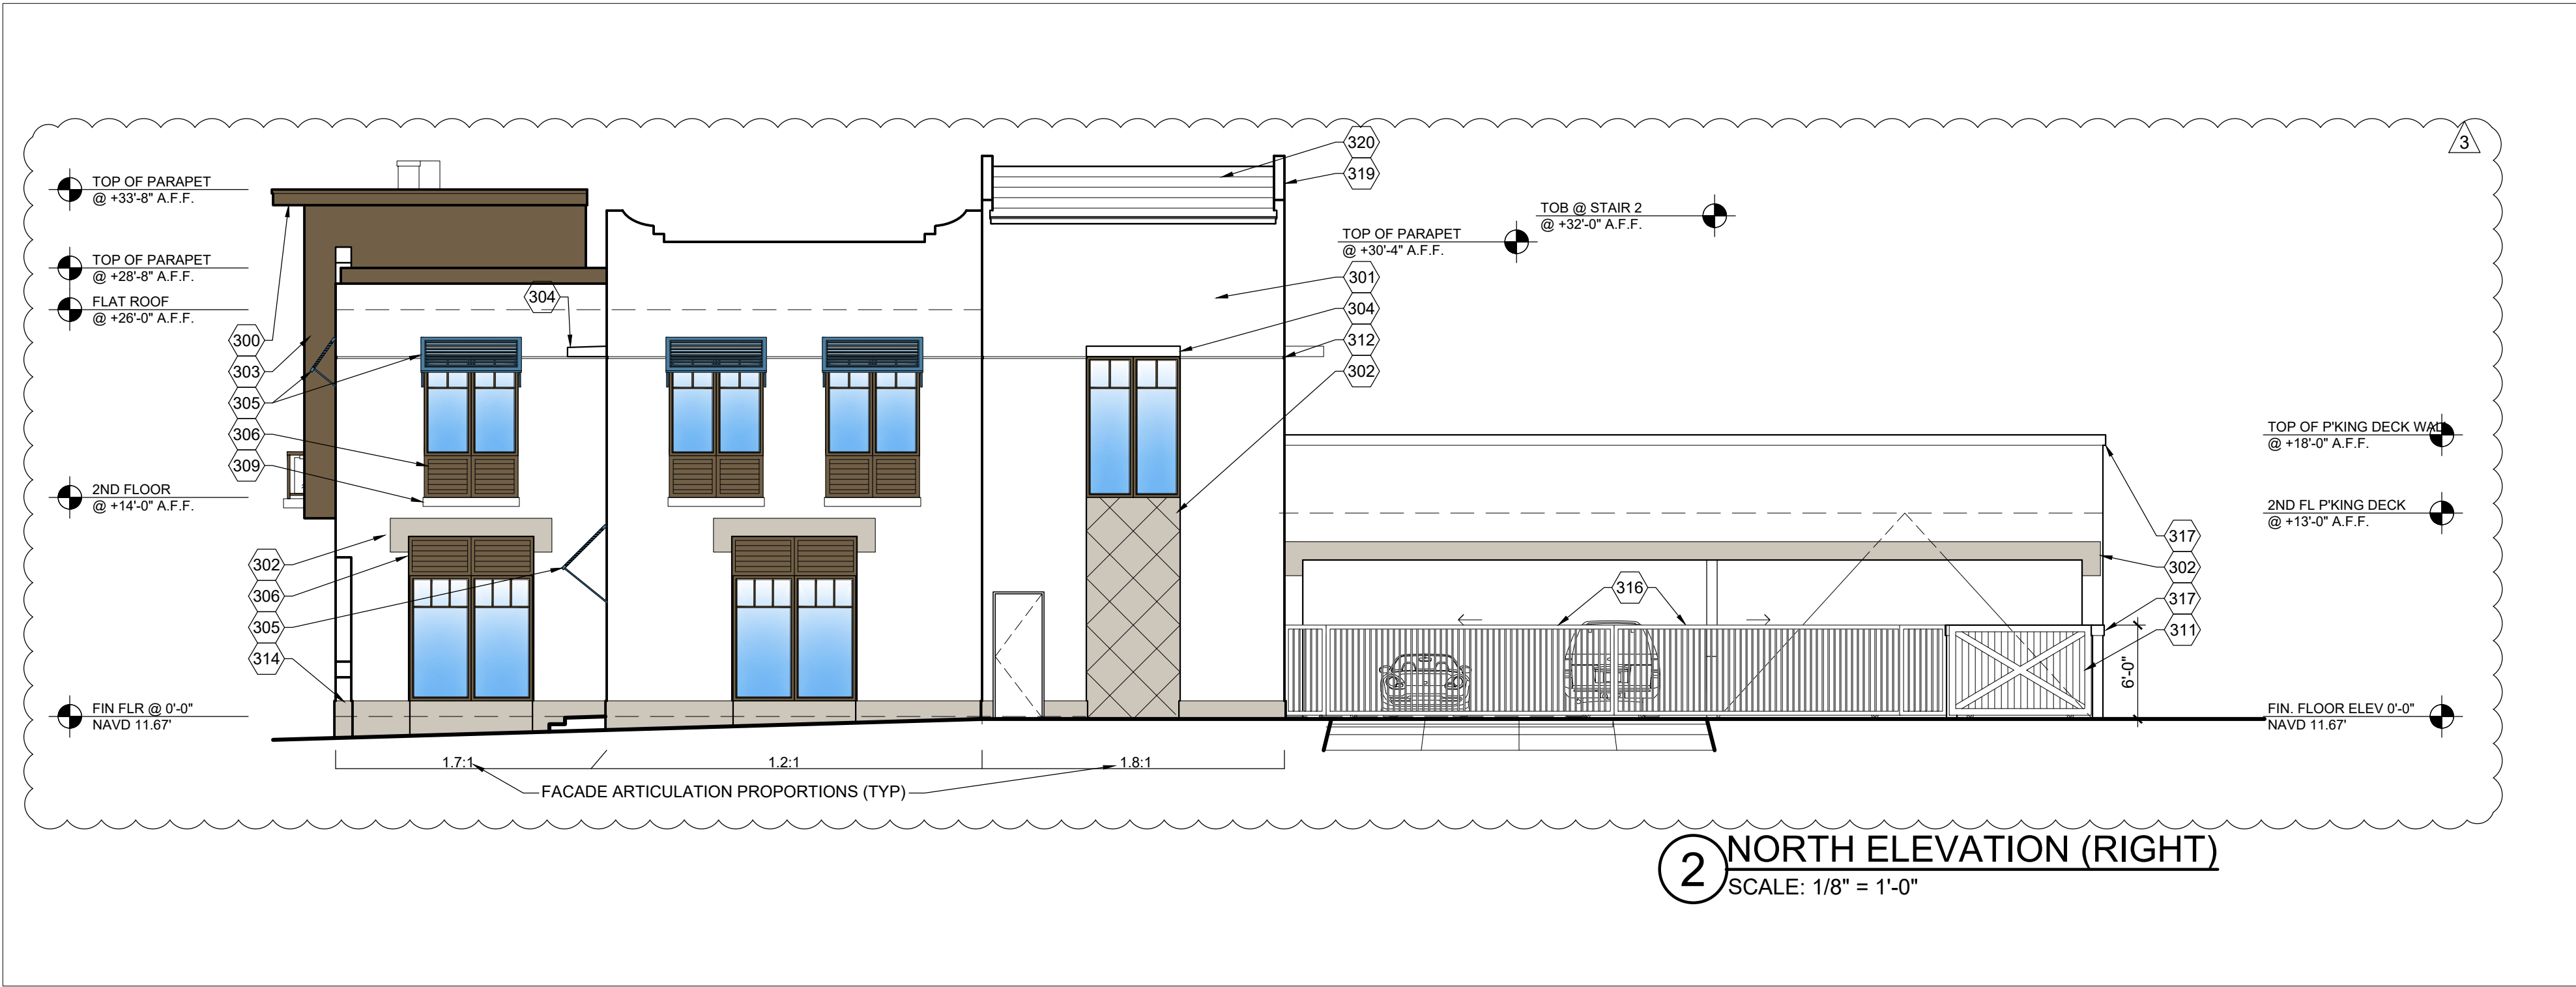 3
320
319
TOP OF PARAPET
@ +33'-8" A.F.F.
TOB @ STAIR 2
@ +32'-0" A.F.F.
TOP OF PARAPET
@ +30'-4" A.F.F.
TOP OF PARAPET
@ +28'-8" A.F.F.
FLAT ROOF
@ +26'-0" A.F.F.
304
301
304
312
302
300
303
305
306
309
TOP OF P'KING DECK WALL
@ +18'-0" A.F.F.
2ND FLOOR
@ +14'-0" A.F.F.
2ND FL P'KING DECK
@ +13'-0" A.F.F.
302
306
305
314
316
317
302
317
311
6'-0"
FIN FLR @ 0'-0"
NAVD 11.67'
FIN. FLOOR ELEV 0'-0"
NAVD 11.67'
1.7:1
1.2:1
1.8:1
FACADE ARTICULATION PROPORTIONS (TYP)
2
NORTH ELEVATION (RIGHT)
SCALE: 1/8" = 1'-0"